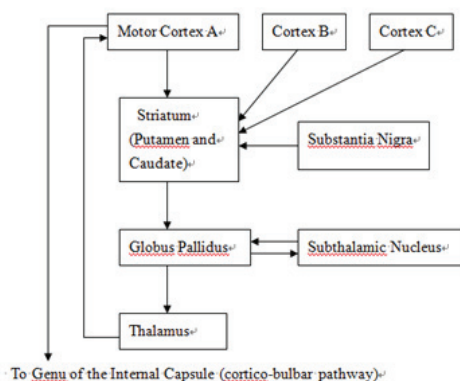 Motor Cortex A
Cortex B
Cortex C
Striatum
(Putamen and
Caudate)
Substantia Nigra
Globus Pallidus
Subthalamic Nucleus
Thalamus
To Genu of the Internal Capsule (cortico-bulbar pathway)